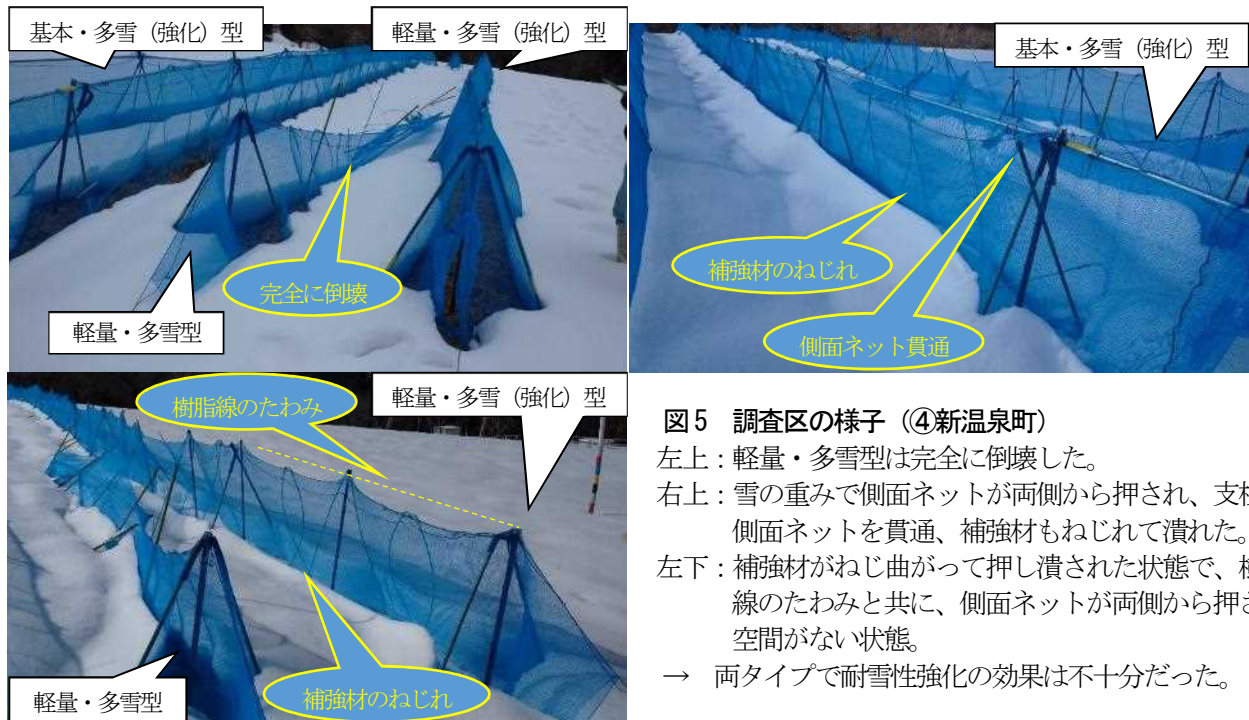 基本・多雪（強化）型
軽量・多雪（強化）型
完全に倒壊
軽量・多雪型
基本・多雪（強化）型
補強材のねじれ
側面ネット貫通
樹脂線のたわみ
軽量・多雪（強化）型
軽量・多雪型
補強材のねじれ
図5　調査区の様子（④新温泉町）
左上：軽量・多雪型は完全に倒壊した。
右上：雪の重みで側面ネットが両側から押され、支柱
側面ネットを貫通、補強材もねじれて潰れた。
左下：補強材がねじ曲がって押し潰された状態で、
線のたわみと共に、側面ネットが両側から押さ
空間がない状態。
→　両タイプで耐雪性強化の効果は不十分だった。